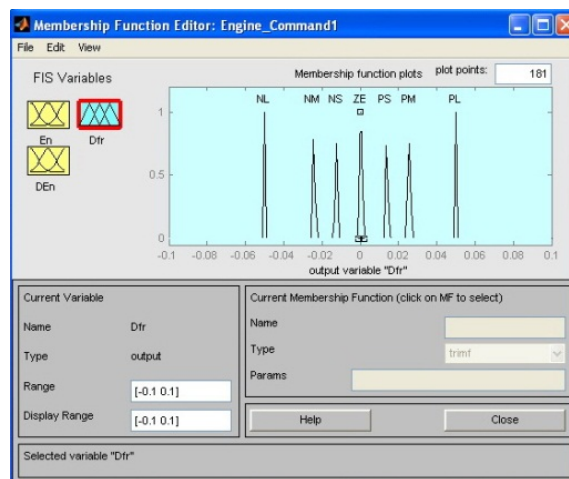 Membership Function Editor: Engine_Command1
File Edit View
FIS Variables
Membership function plots plot points: 181
En Dfr
DEn
NL NM NS ZE PS PM PL
1
0.5
0
-0.1 -0.08 -0.06 -0.04 -0.02 0 0.02 0.04 0.06 0.08 0.1
output variable "Dfr"
Current Variable
Name Dfr
Type output
Range [-0.1 0.1]
Display Range [-0.1 0.1]
Current Membership Function (click on MF to select)
Name
Type trimf
Params
Help Close
Selected variable "Dfr"